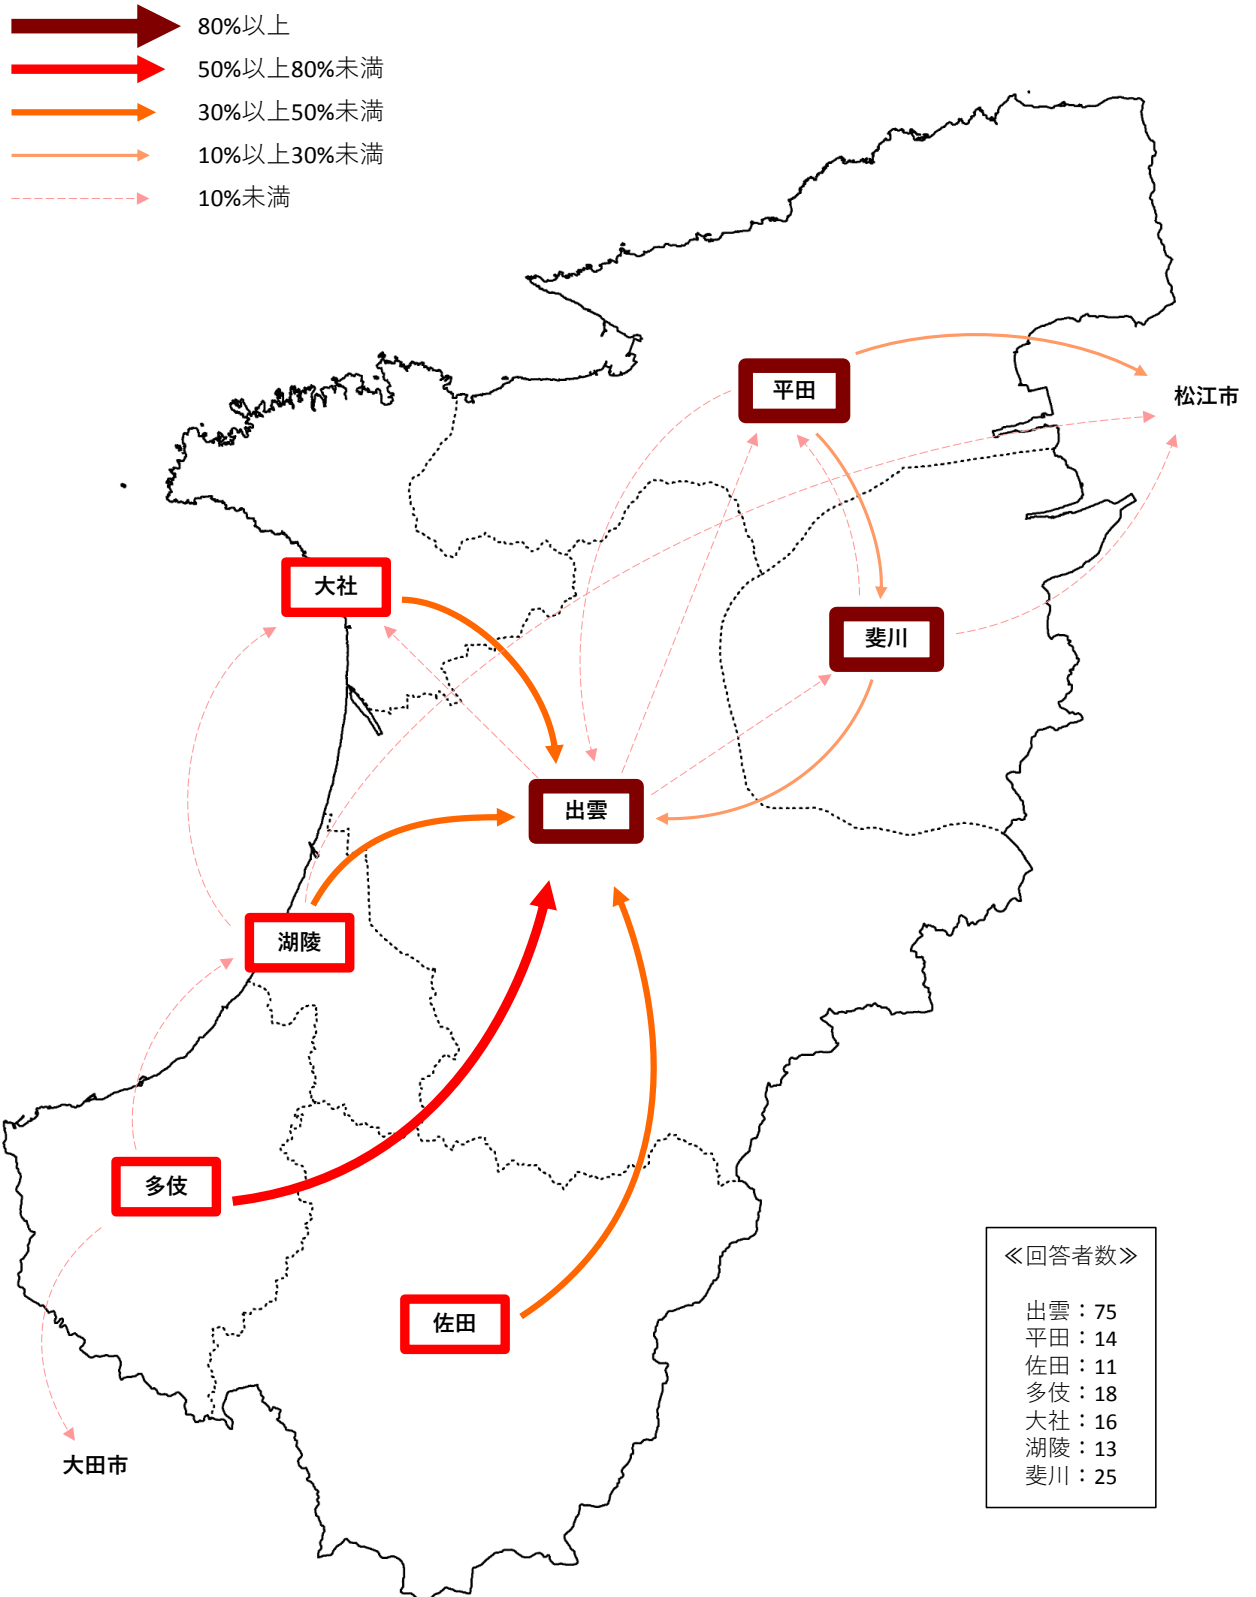 80%以上
50%以上80%未満
30%以上50%未満
10%以上30%未満
10%未満
平田
松江市
大社
斐川
出雲
湖陵
多伎
佐田
大田市
≪回答者数≫
出雲：75
平田：14
佐田：11
多伎：18
大社：16
湖陵：13
斐川：25